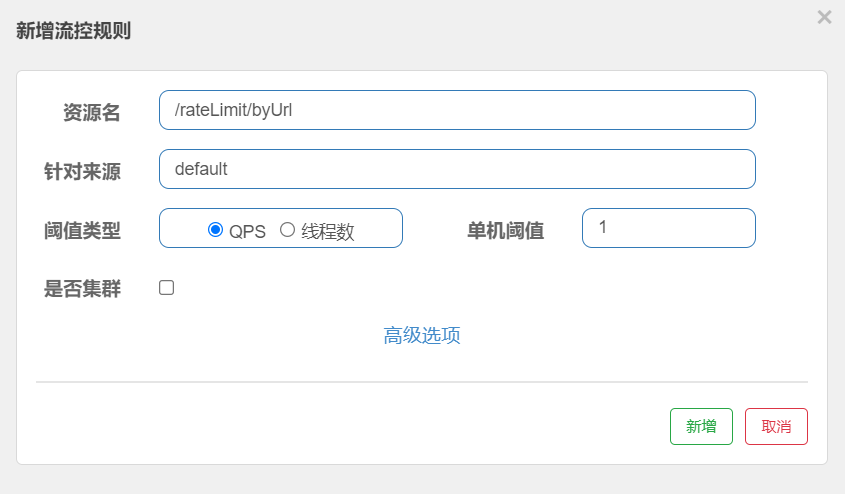 新增流控规则 ×
资源名 /rateLimit/byUrl
针对来源 default
阈值类型 QPS 线程数 单机阈值 1
是否集群
高级选项
新增 取消